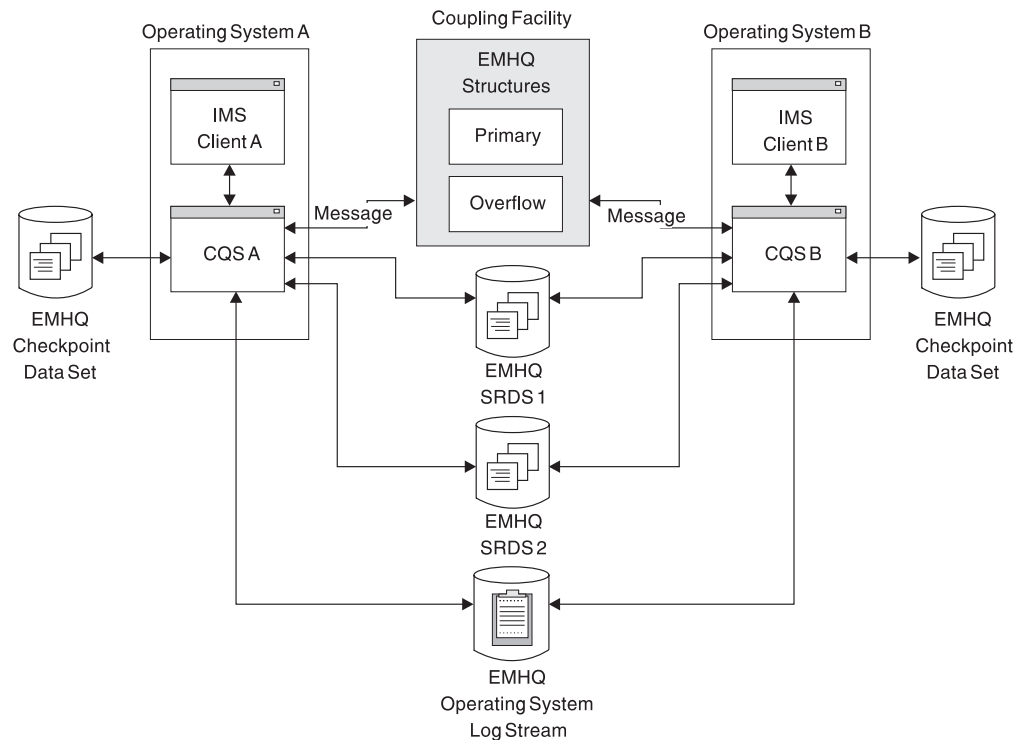 Coupling Facility
Operating System A
Operating System B
EMHQ
Structures
Primary
Overflow
IMS
Client A
IMS
Client B
Message
Message
CQS A
CQS B
EMHQ
Checkpoint
Data Set
EMHQ
Checkpoint
Data Set
EMHQ
SRDS 1
EMHQ
SRDS 2
EMHQ
Operating System
Log Stream